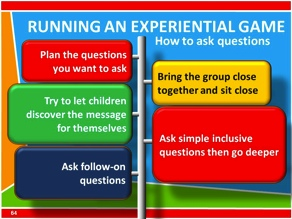 RUNNING AN EXPERIENTIAL GAME
How to ask questions
Plan the questions
you want to ask
Bring the group close
together and sit close
Try to let children
discover the message
for themselves
Ask simple inclusive
questions then go deeper
Ask follow-on
questions
64